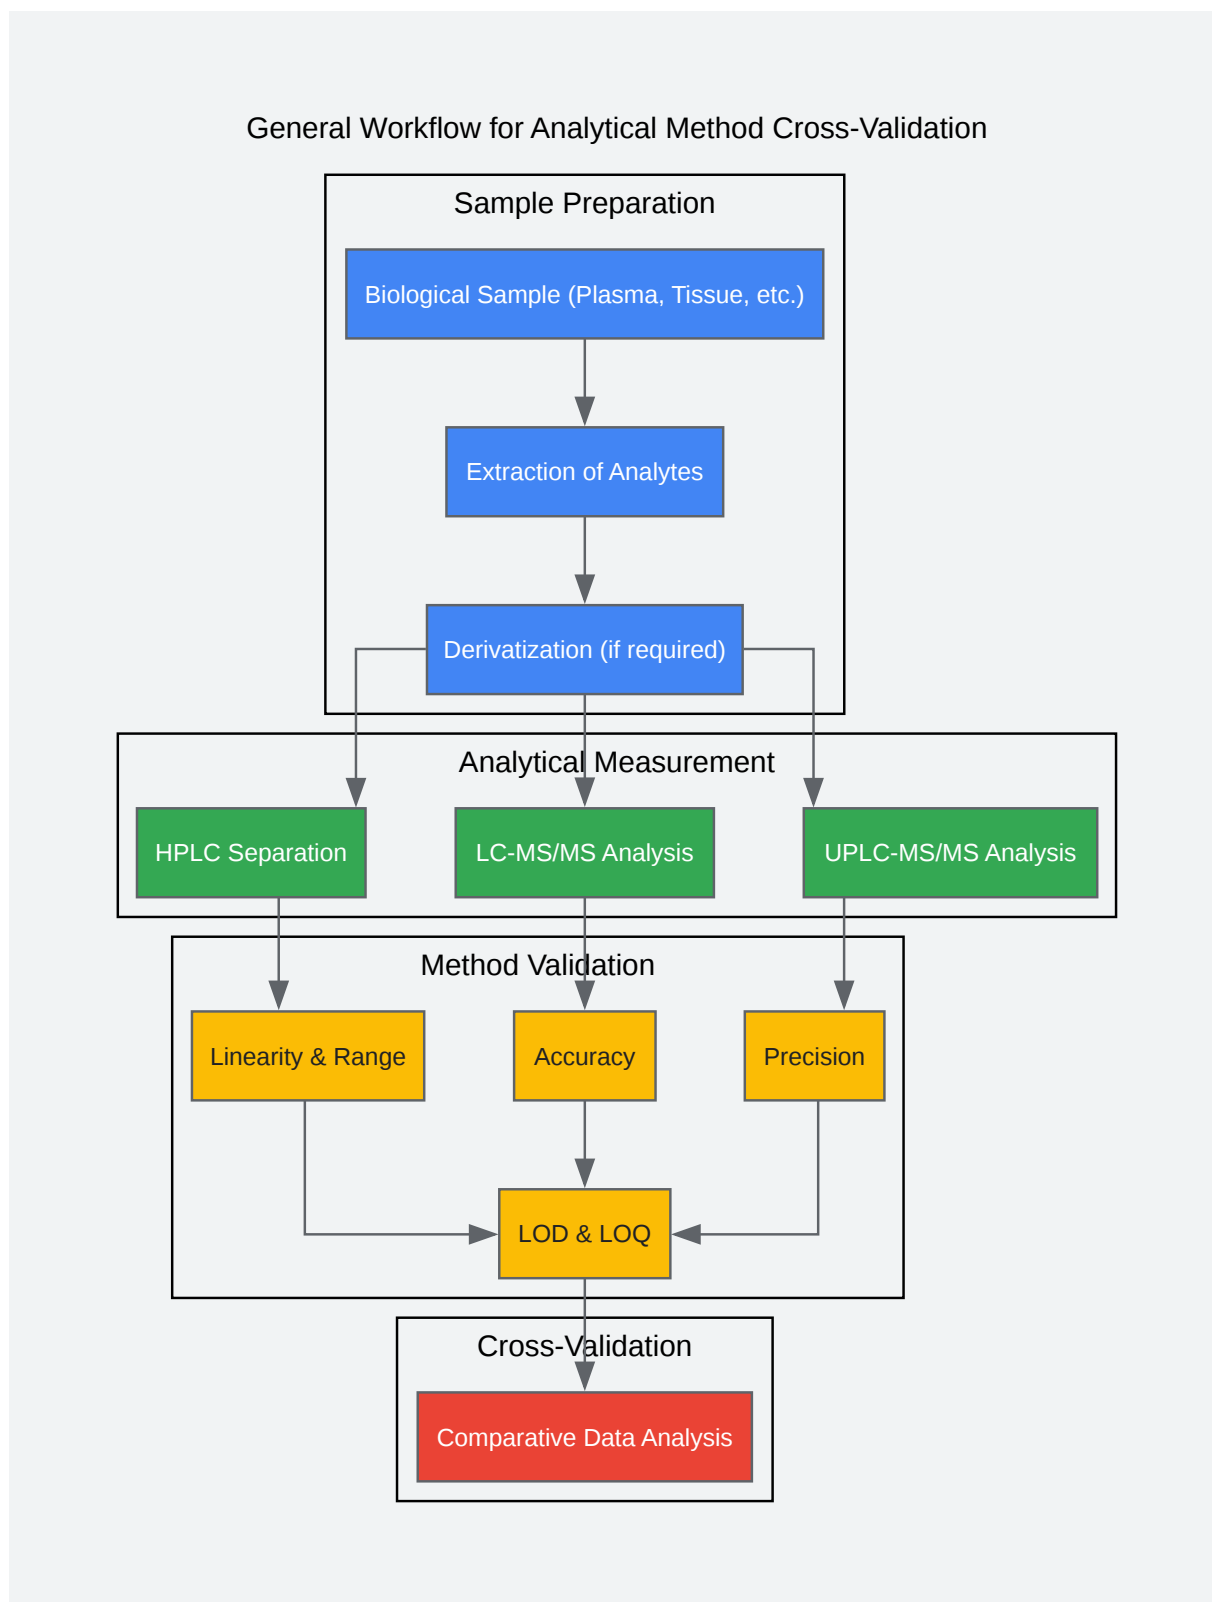 General Workflow for Analytical Method Cross-Validation
Sample Preparation
Biological Sample (Plasma, Tissue, etc.)
Extraction of Analytes
Derivatization (if required)
Analytical Measurement
HPLC Separation
LC-MS/MS Analysis
UPLC-MS/MS Analysis
Method Validation
Linearity & Range
Accuracy
Precision
LOD & LOQ
Cross-Validation
Comparative Data Analysis